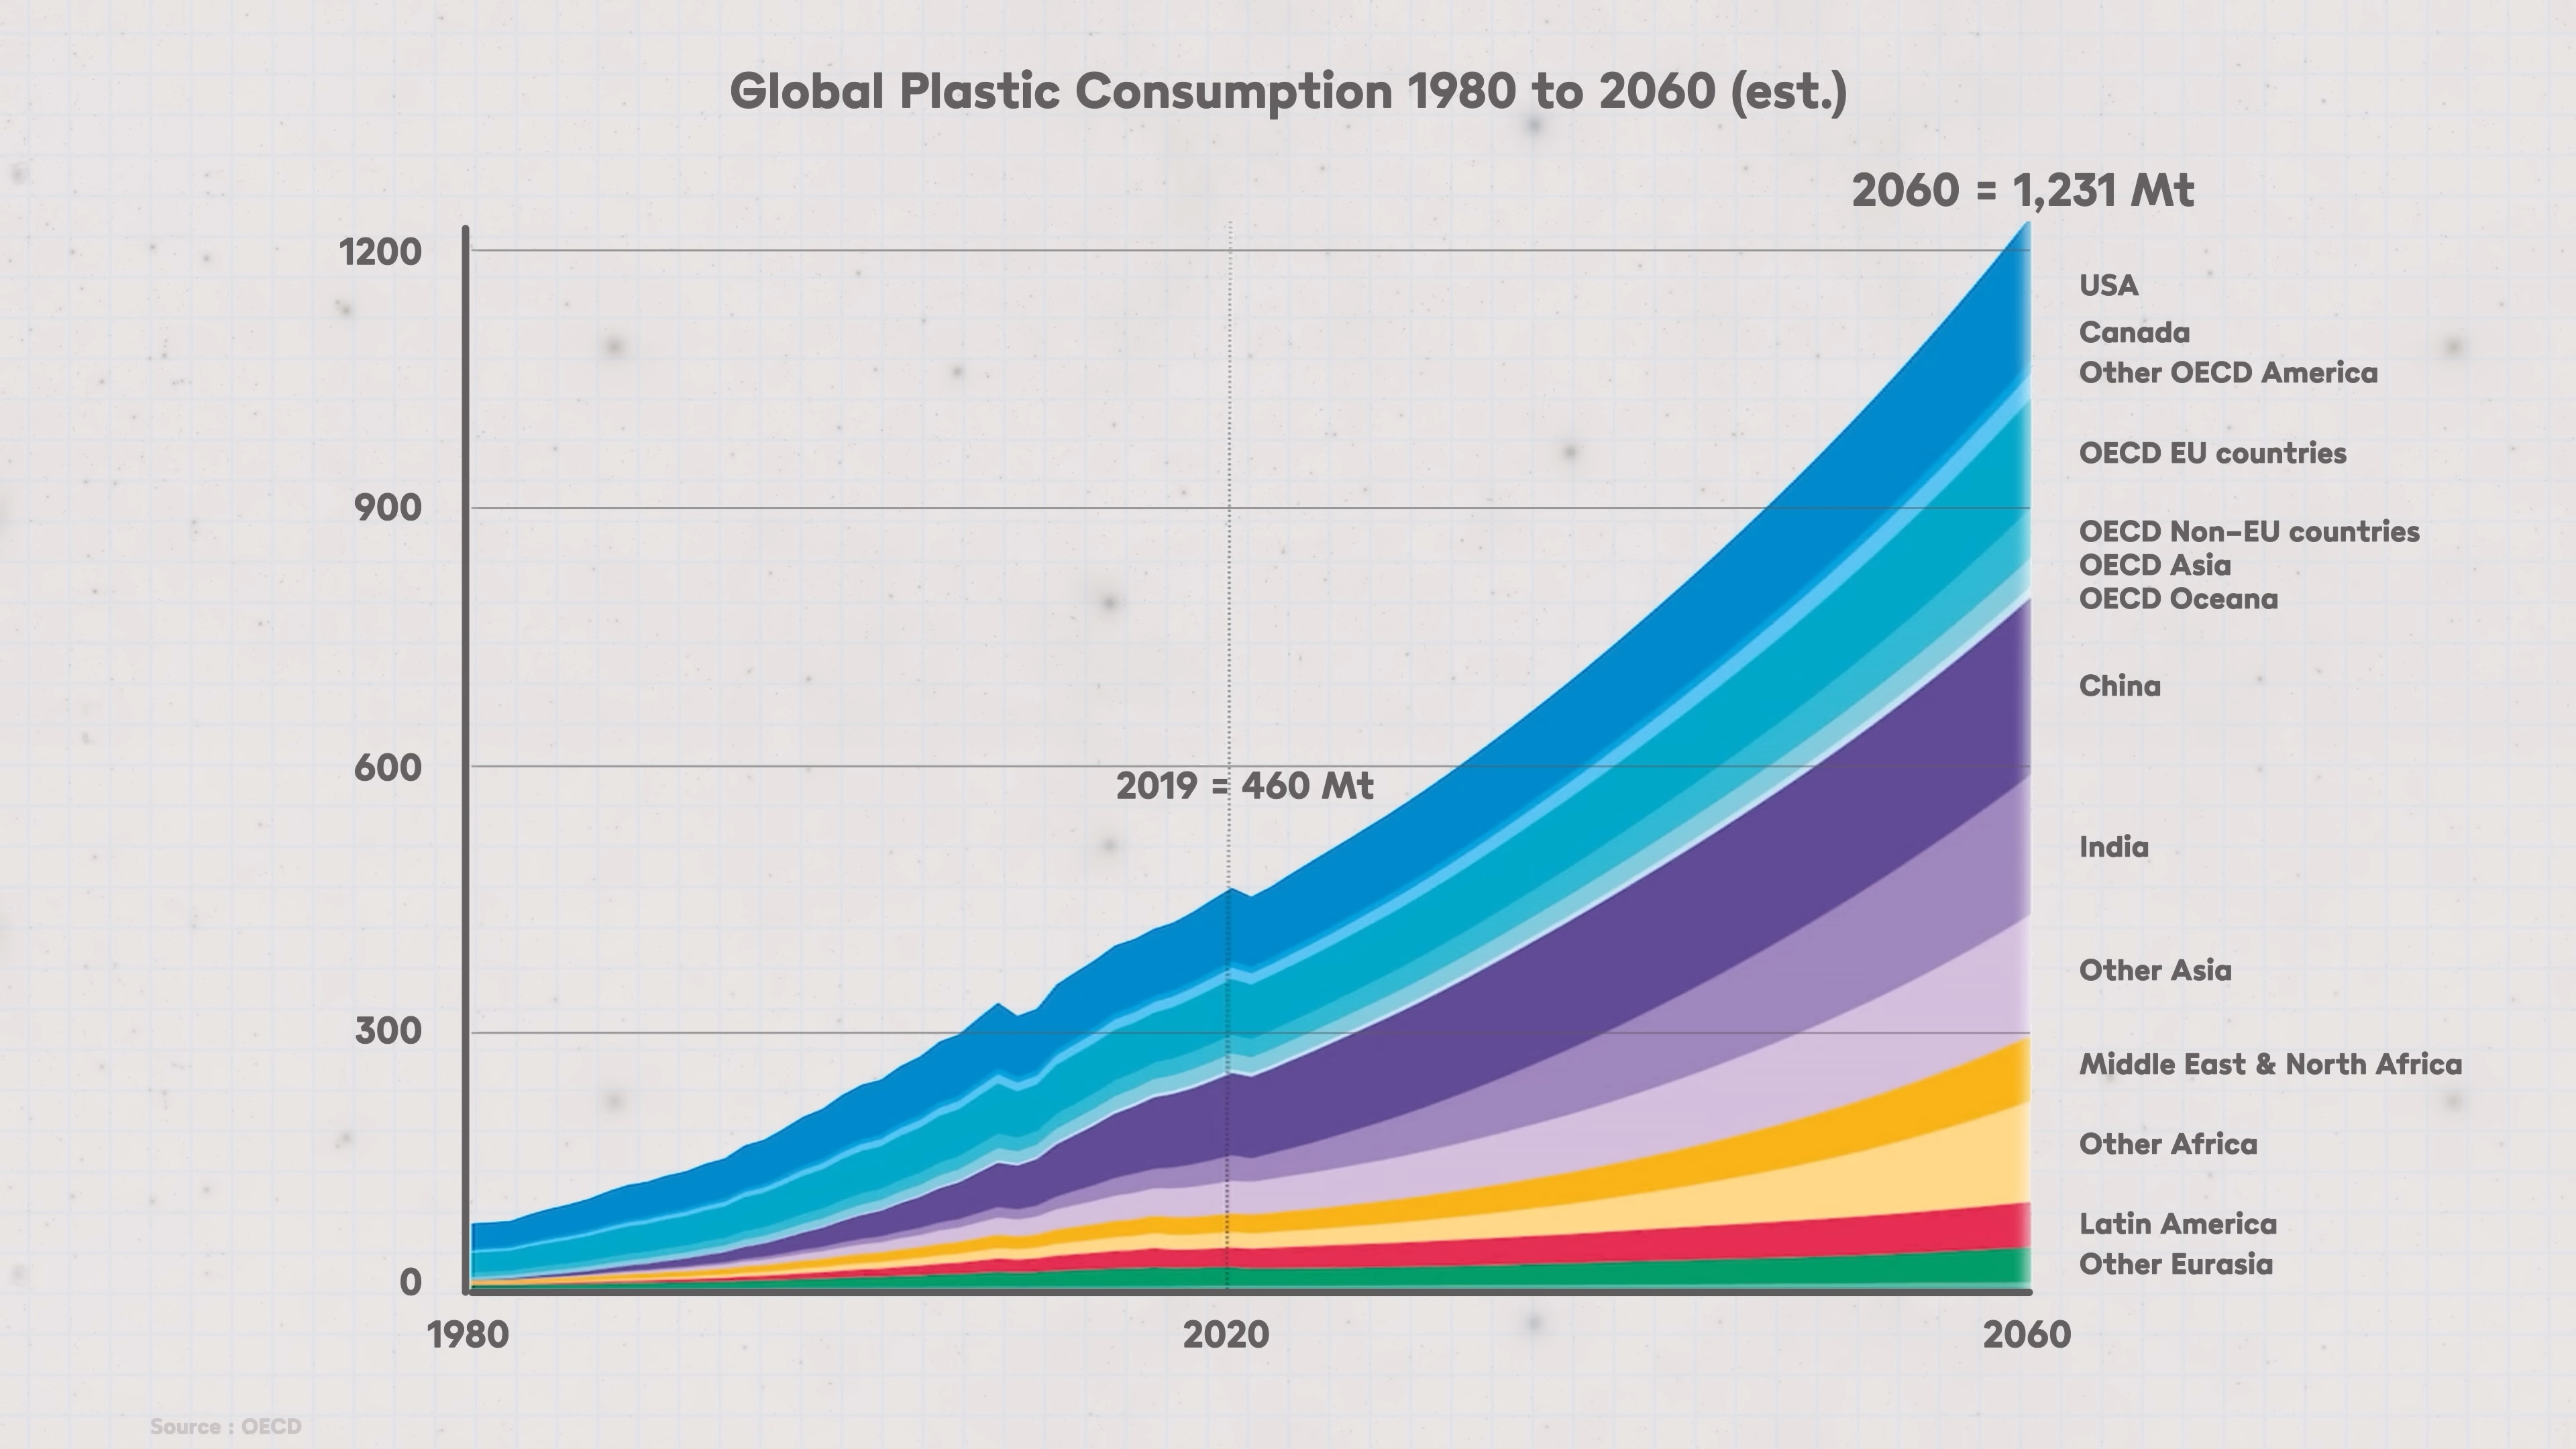 Global Plastic Consumption 1980 to 2060 (est.)
2060 = 1,231 Mt
1200
900
600
300
0
2019 = 460 Mt
USA
Canada
Other OECD America
OECD EU countries
OECD Non-EU countries
OECD Asia
OECD Oceana
China
India
Other Asia
Middle East & North Africa
Other Africa
Latin America
Other Eurasia
1980
2020
2060
Source : OECD